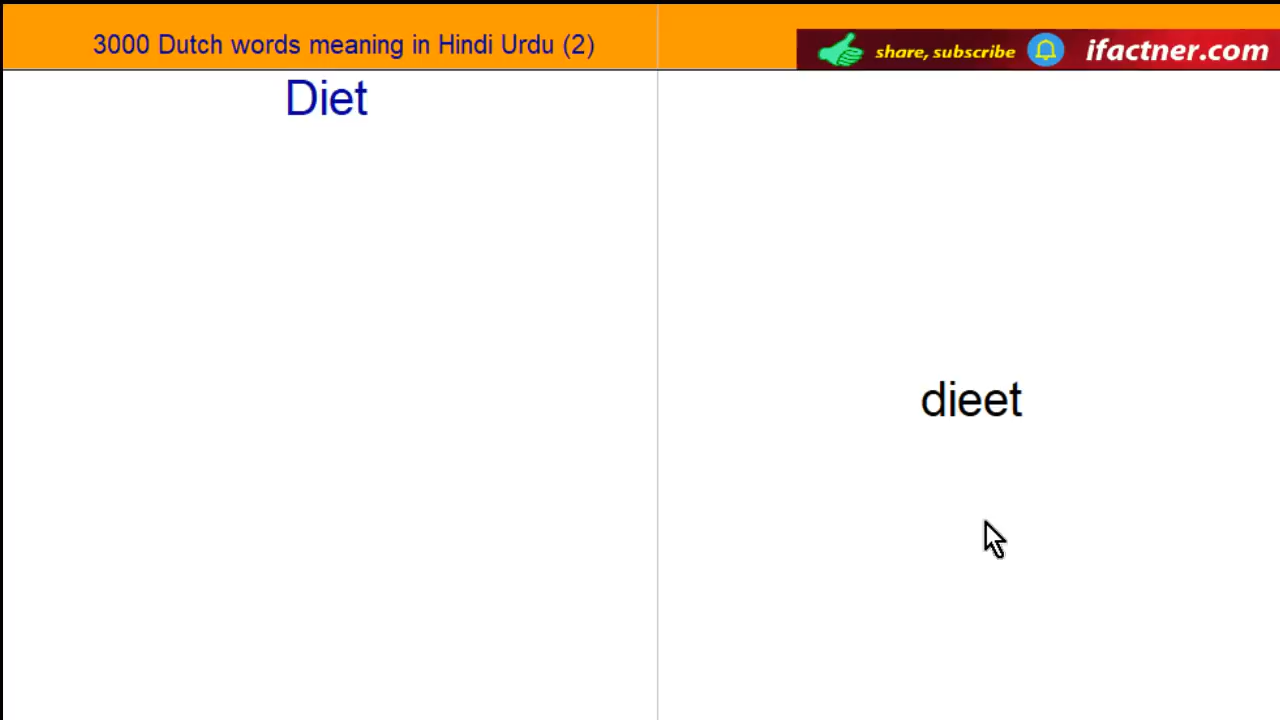 3000 Dutch words meaning in Hindi Urdu (2)
share, subscribe
ifactner.com
Diet
dieet